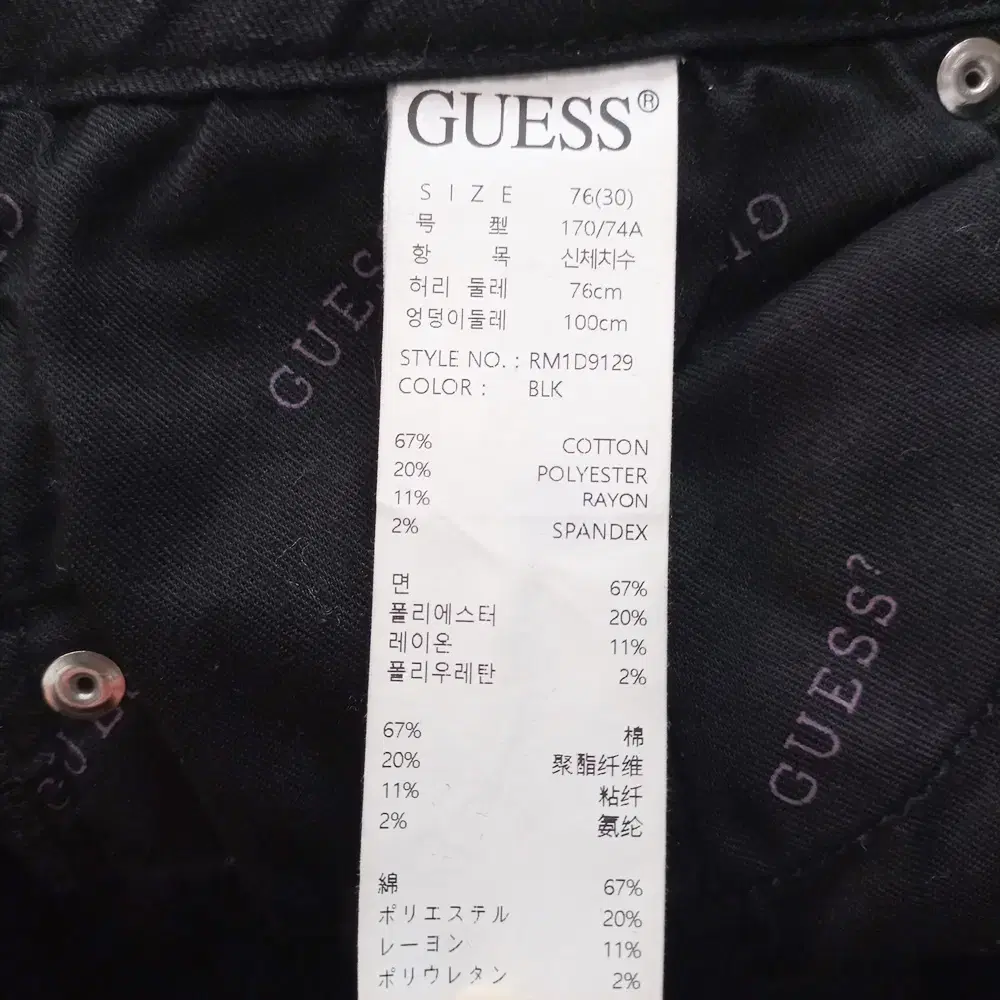 GUESS®
SIZE 76(30)
号型 170/74A
항목 신체치수
허리 둘레 76cm
엉덩이둘레 100cm
STYLE NO. : RM1D9129
COLOR : BLK
67% COTTON
20% POLYESTER
11% RAYON
2% SPANDEX
면 67%
폴리에스터 20%
레이온 11%
폴리우레탄 2%
67% 棉
20% 聚酯纤维
11% 粘纤
2% 氨纶
綿 67%
ポリエステル 20%
レーヨン 11%
ポリウレタン 2%
GUESS
GUESS?